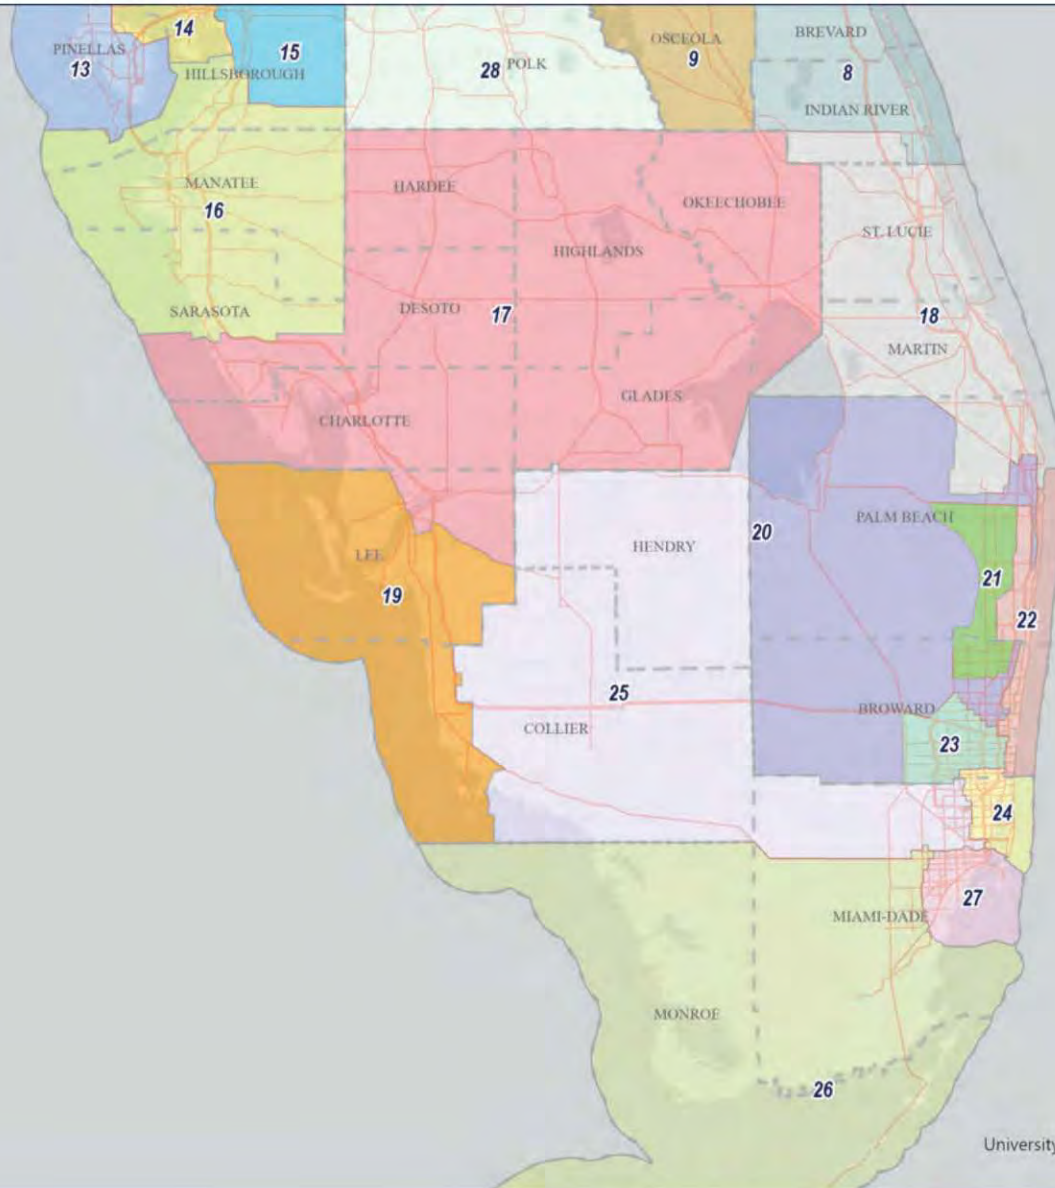 14
BREVARD
OSCEOLA
PINELLAS
15
9
POLK
13
HILLSBOROUGH
28
8
INDIAN RIVER
MANATEE
HARDEE
16
OKEECHOBEE
ST. LUCIE
HIGHLANDS
SARASOTA
DESOTO
17
18
MARTIN
GLADES
CHARLOTTE
PALM BEACH
20
HENDRY
LEE
21
19
22
25
BROWARD
COLLIER
23
24
27
MIAMI-DADE
MONROE
26
University